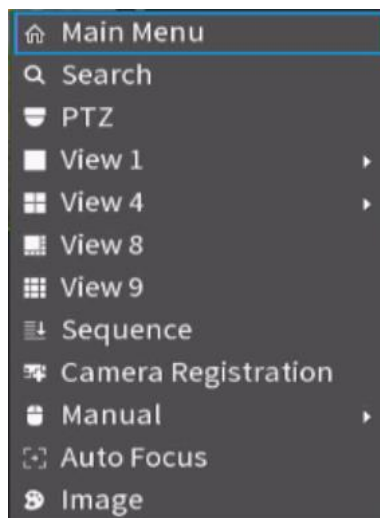 Main Menu
Search
PTZ
View 1
View 4
View 8
View 9
Sequence
Camera Registration
Manual
Auto Focus
Image